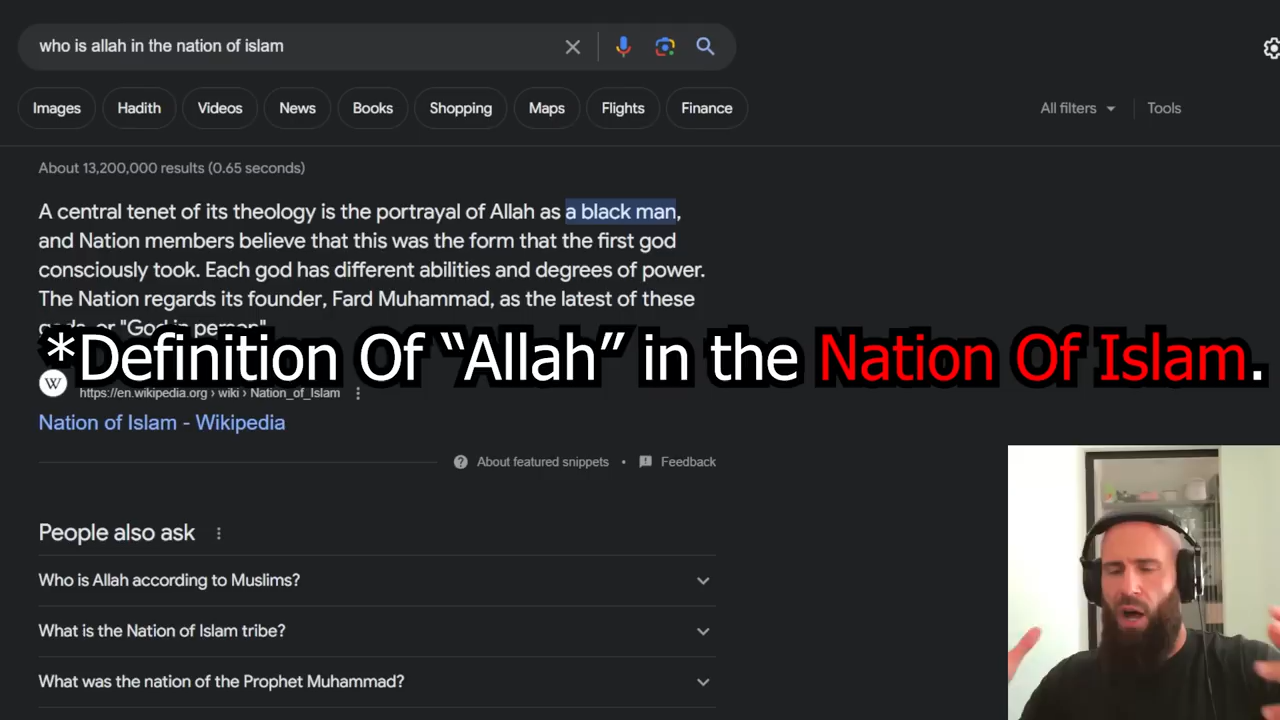 who is allah in the nation of islam
Images
Hadith
Videos
News
Books
Shopping
Maps
Flights
Finance
All filters
Tools
About 13,200,000 results (0.65 seconds)
A central tenet of its theology is the portrayal of Allah as a black man,
and Nation members believe that this was the form that the first god
consciously took. Each god has different abilities and degrees of power.
The Nation regards its founder, Fard Muhammad, as the latest of these
gods, or "God in person"
*Definition Of “Allah” in the Nation Of Islam.
W
https://en.wikipedia.org › wiki › Nation_of_Islam
Nation of Islam - Wikipedia
About featured snippets • Feedback
People also ask
Who is Allah according to Muslims?
What is the Nation of Islam tribe?
What was the nation of the Prophet Muhammad?